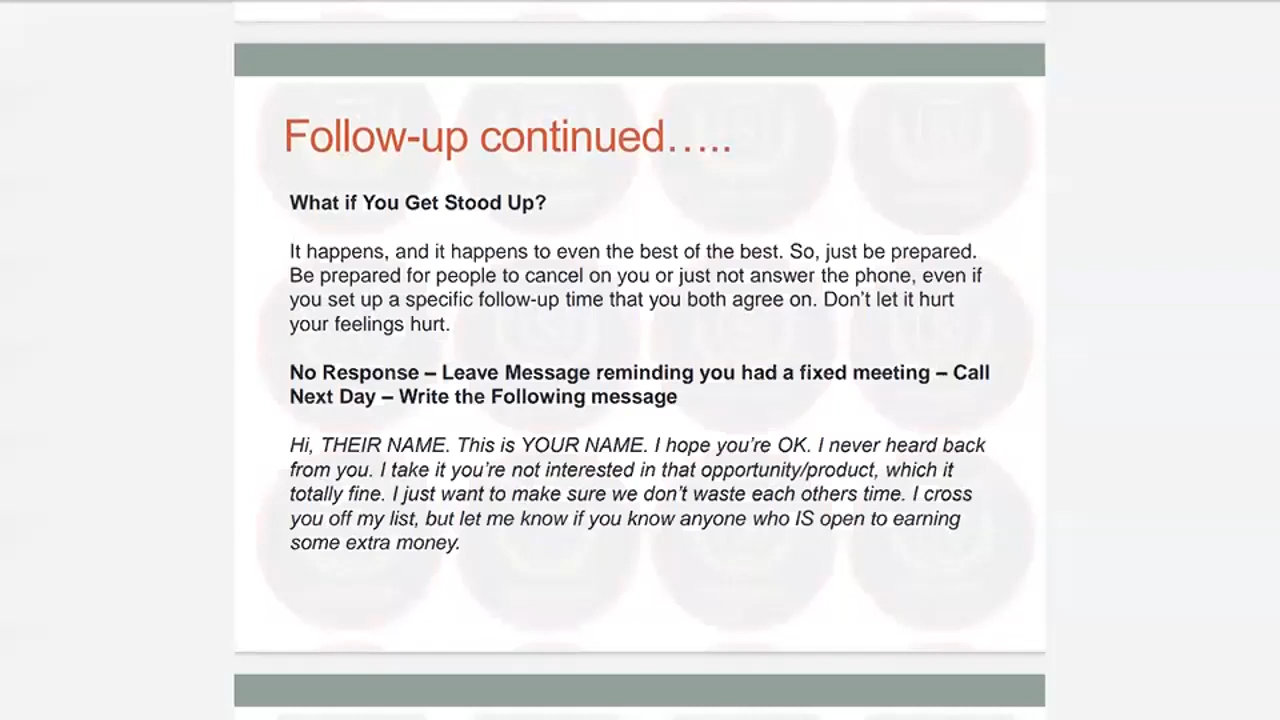 Follow-up continued…..
What if You Get Stood Up?
It happens, and it happens to even the best of the best. So, just be prepared.
Be prepared for people to cancel on you or just not answer the phone, even if
you set up a specific follow-up time that you both agree on. Don’t let it hurt
your feelings hurt.
No Response – Leave Message reminding you had a fixed meeting – Call
Next Day – Write the Following message
Hi, THEIR NAME. This is YOUR NAME. I hope you’re OK. I never heard back
from you. I take it you’re not interested in that opportunity/product, which it
totally fine. I just want to make sure we don’t waste each others time. I cross
you off my list, but let me know if you know anyone who IS open to earning
some extra money.